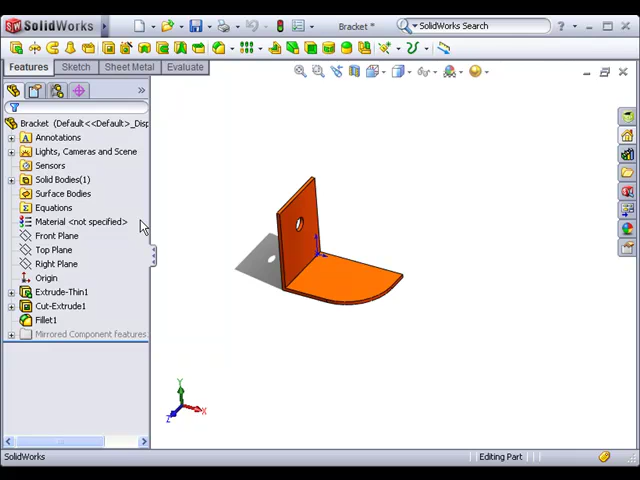 SolidWorks
Bracket *
SolidWorks Search
Features
Sketch
Sheet Metal
Evaluate
Bracket (Default<<Default>_Disp
Annotations
Lights, Cameras and Scene
Sensors
Solid Bodies(1)
Surface Bodies
Equations
Material <not specified>
Front Plane
Top Plane
Right Plane
Origin
Extrude-Thin1
Cut-Extrude1
Fillet1
Mirrored Component features.
Y
X
Z
SolidWorks
Editing Part